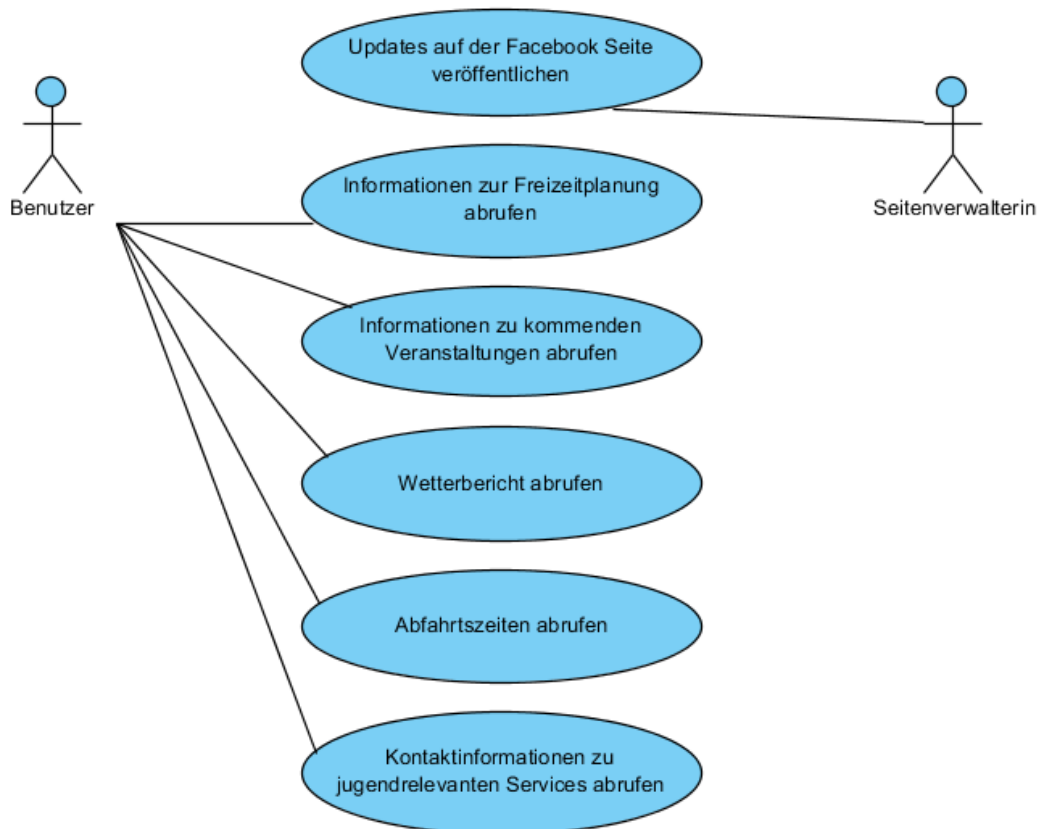 Updates auf der Facebook Seite
veröffentlichen
Benutzer
Seitenverwalterin
Informationen zur Freizeitplanung
abrufen
Informationen zu kommenden
Veranstaltungen abrufen
Wetterbericht abrufen
Abfahrtszeiten abrufen
Kontaktinformationen zu
jugendrelevanten Services abrufen